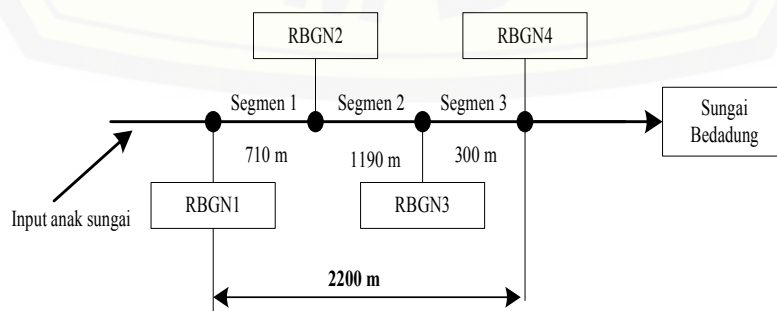 RBGN2
RBGN4
Segmen 1
Segmen 2
Segmen 3
Sungai
Bedadung
710 m
1190 m
300 m
Input anak sungai
RBGN1
RBGN3
2200 m